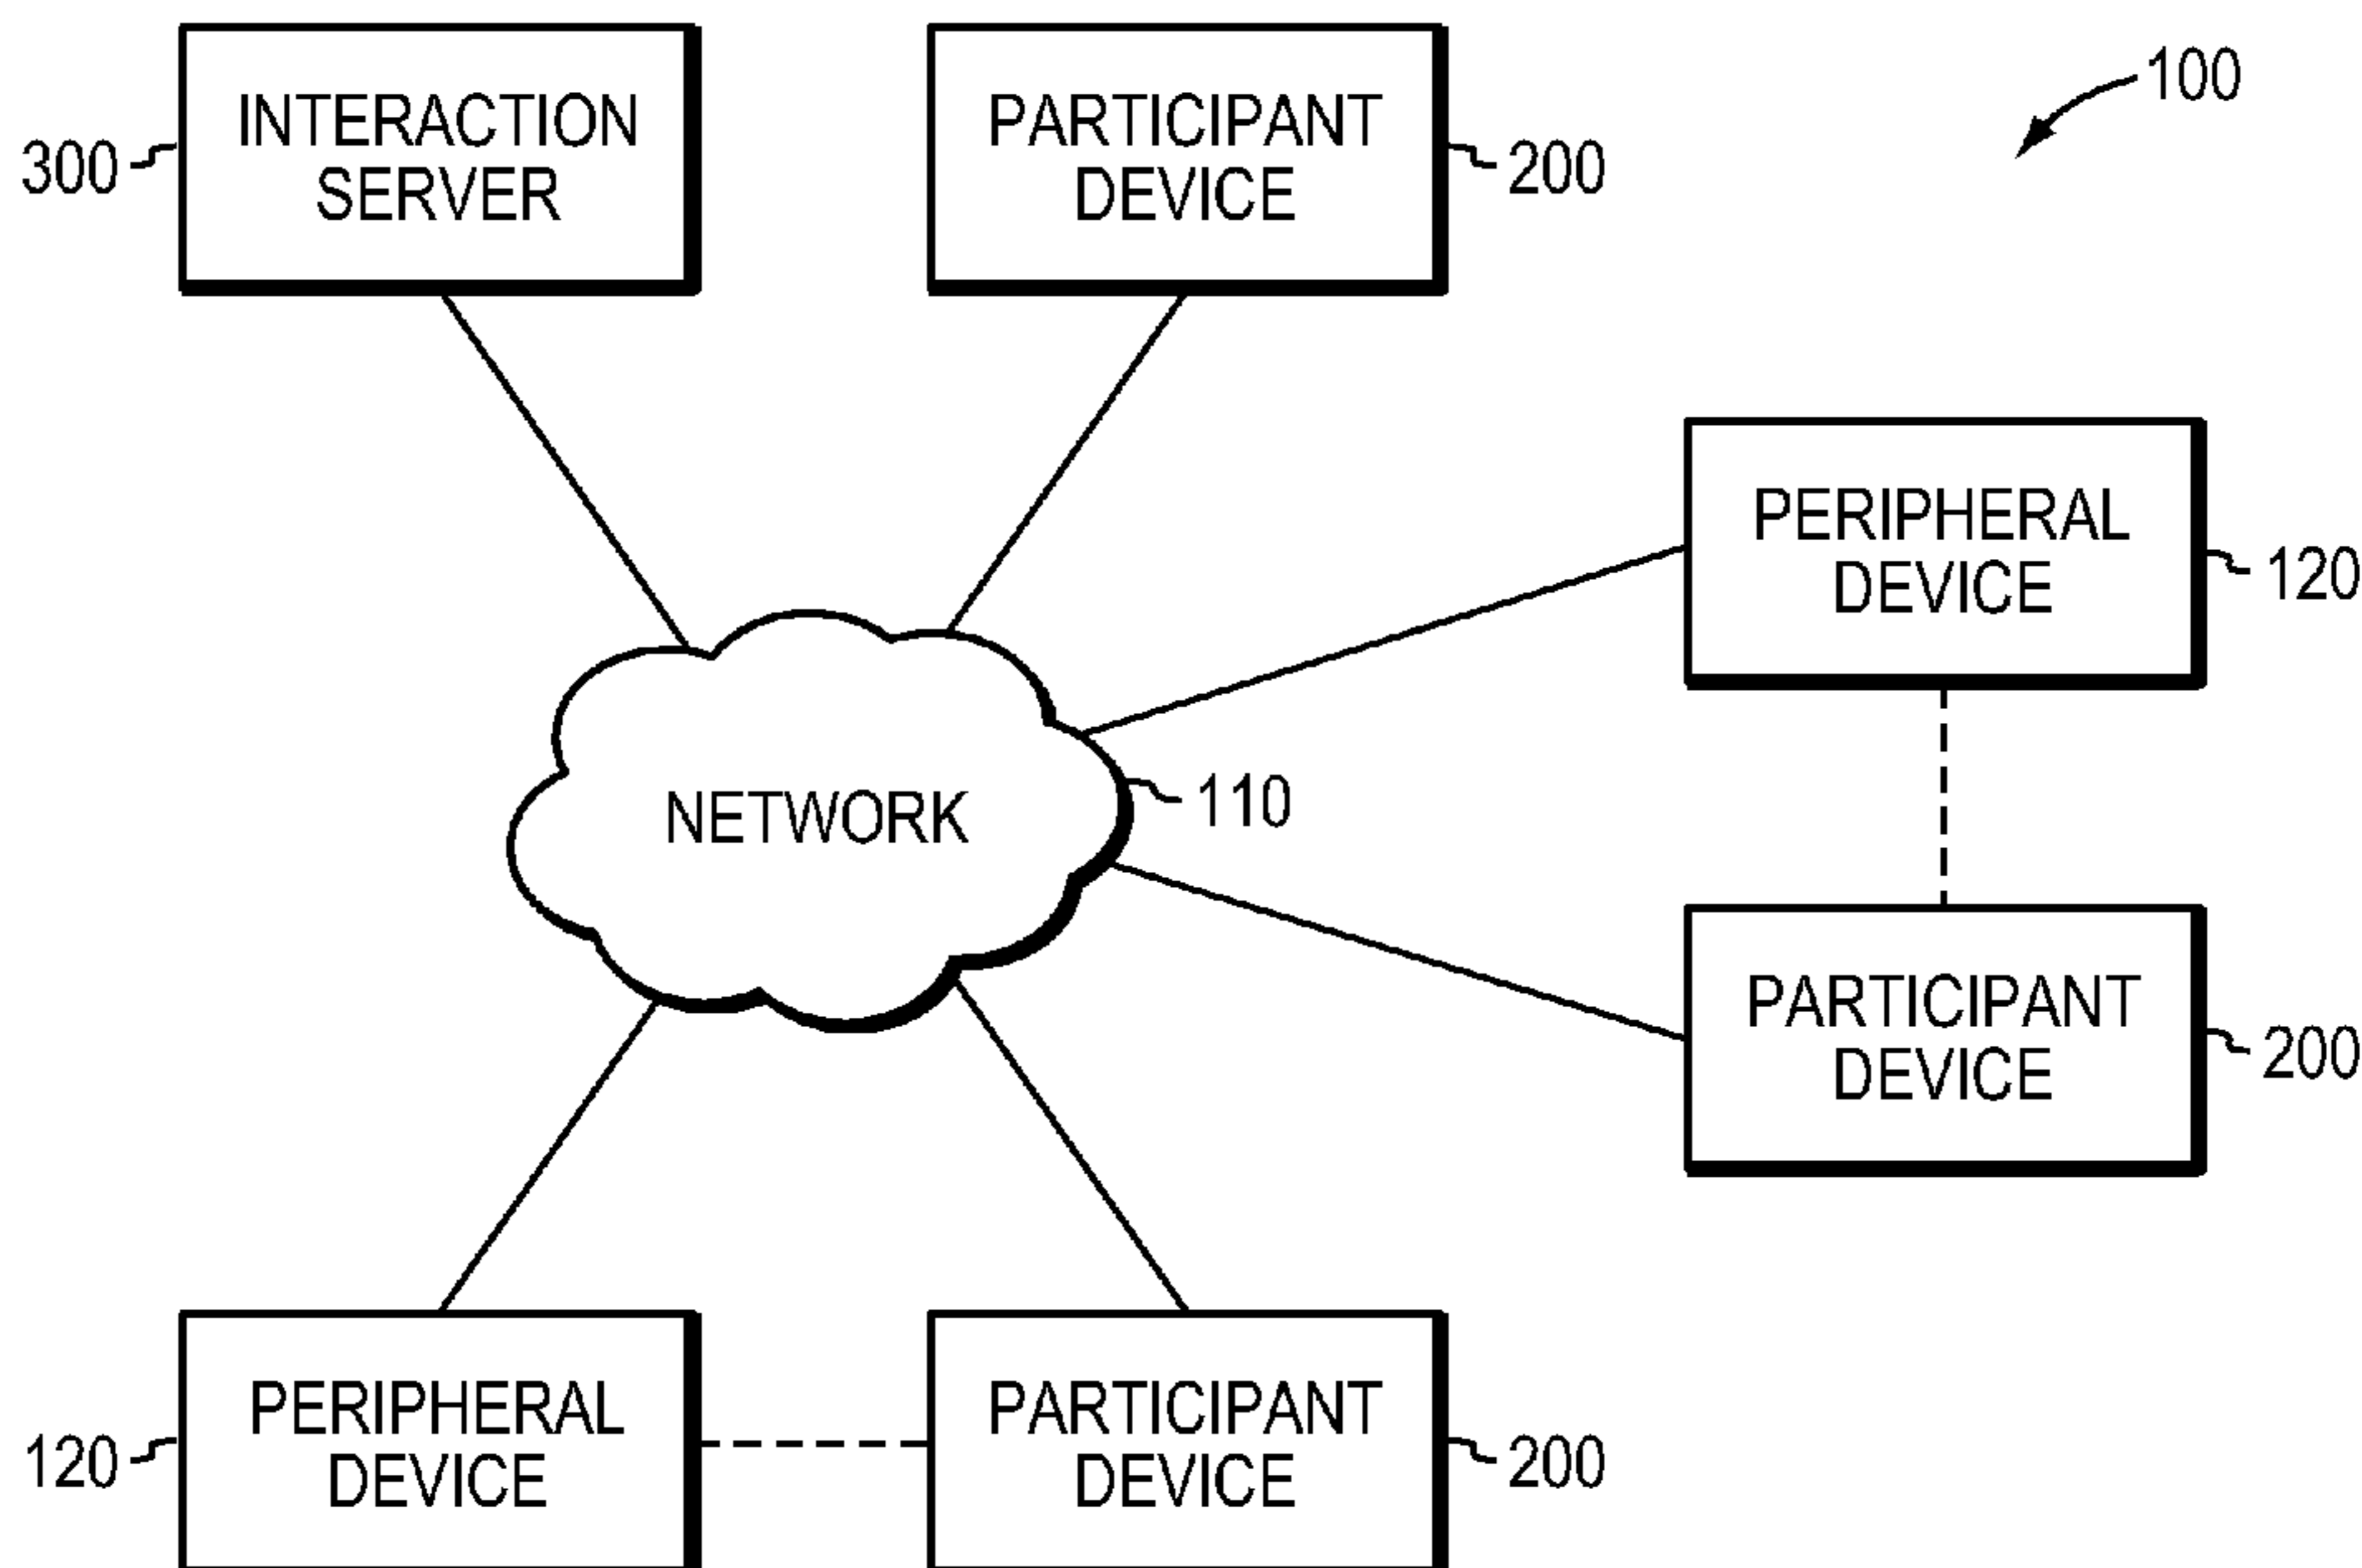 INTERACTION
SERVER
300
PARTICIPANT
DEVICE
200
100
PERIPHERAL
DEVICE
120
NETWORK
110
PARTICIPANT
DEVICE
200
PERIPHERAL
DEVICE
120
PARTICIPANT
DEVICE
200